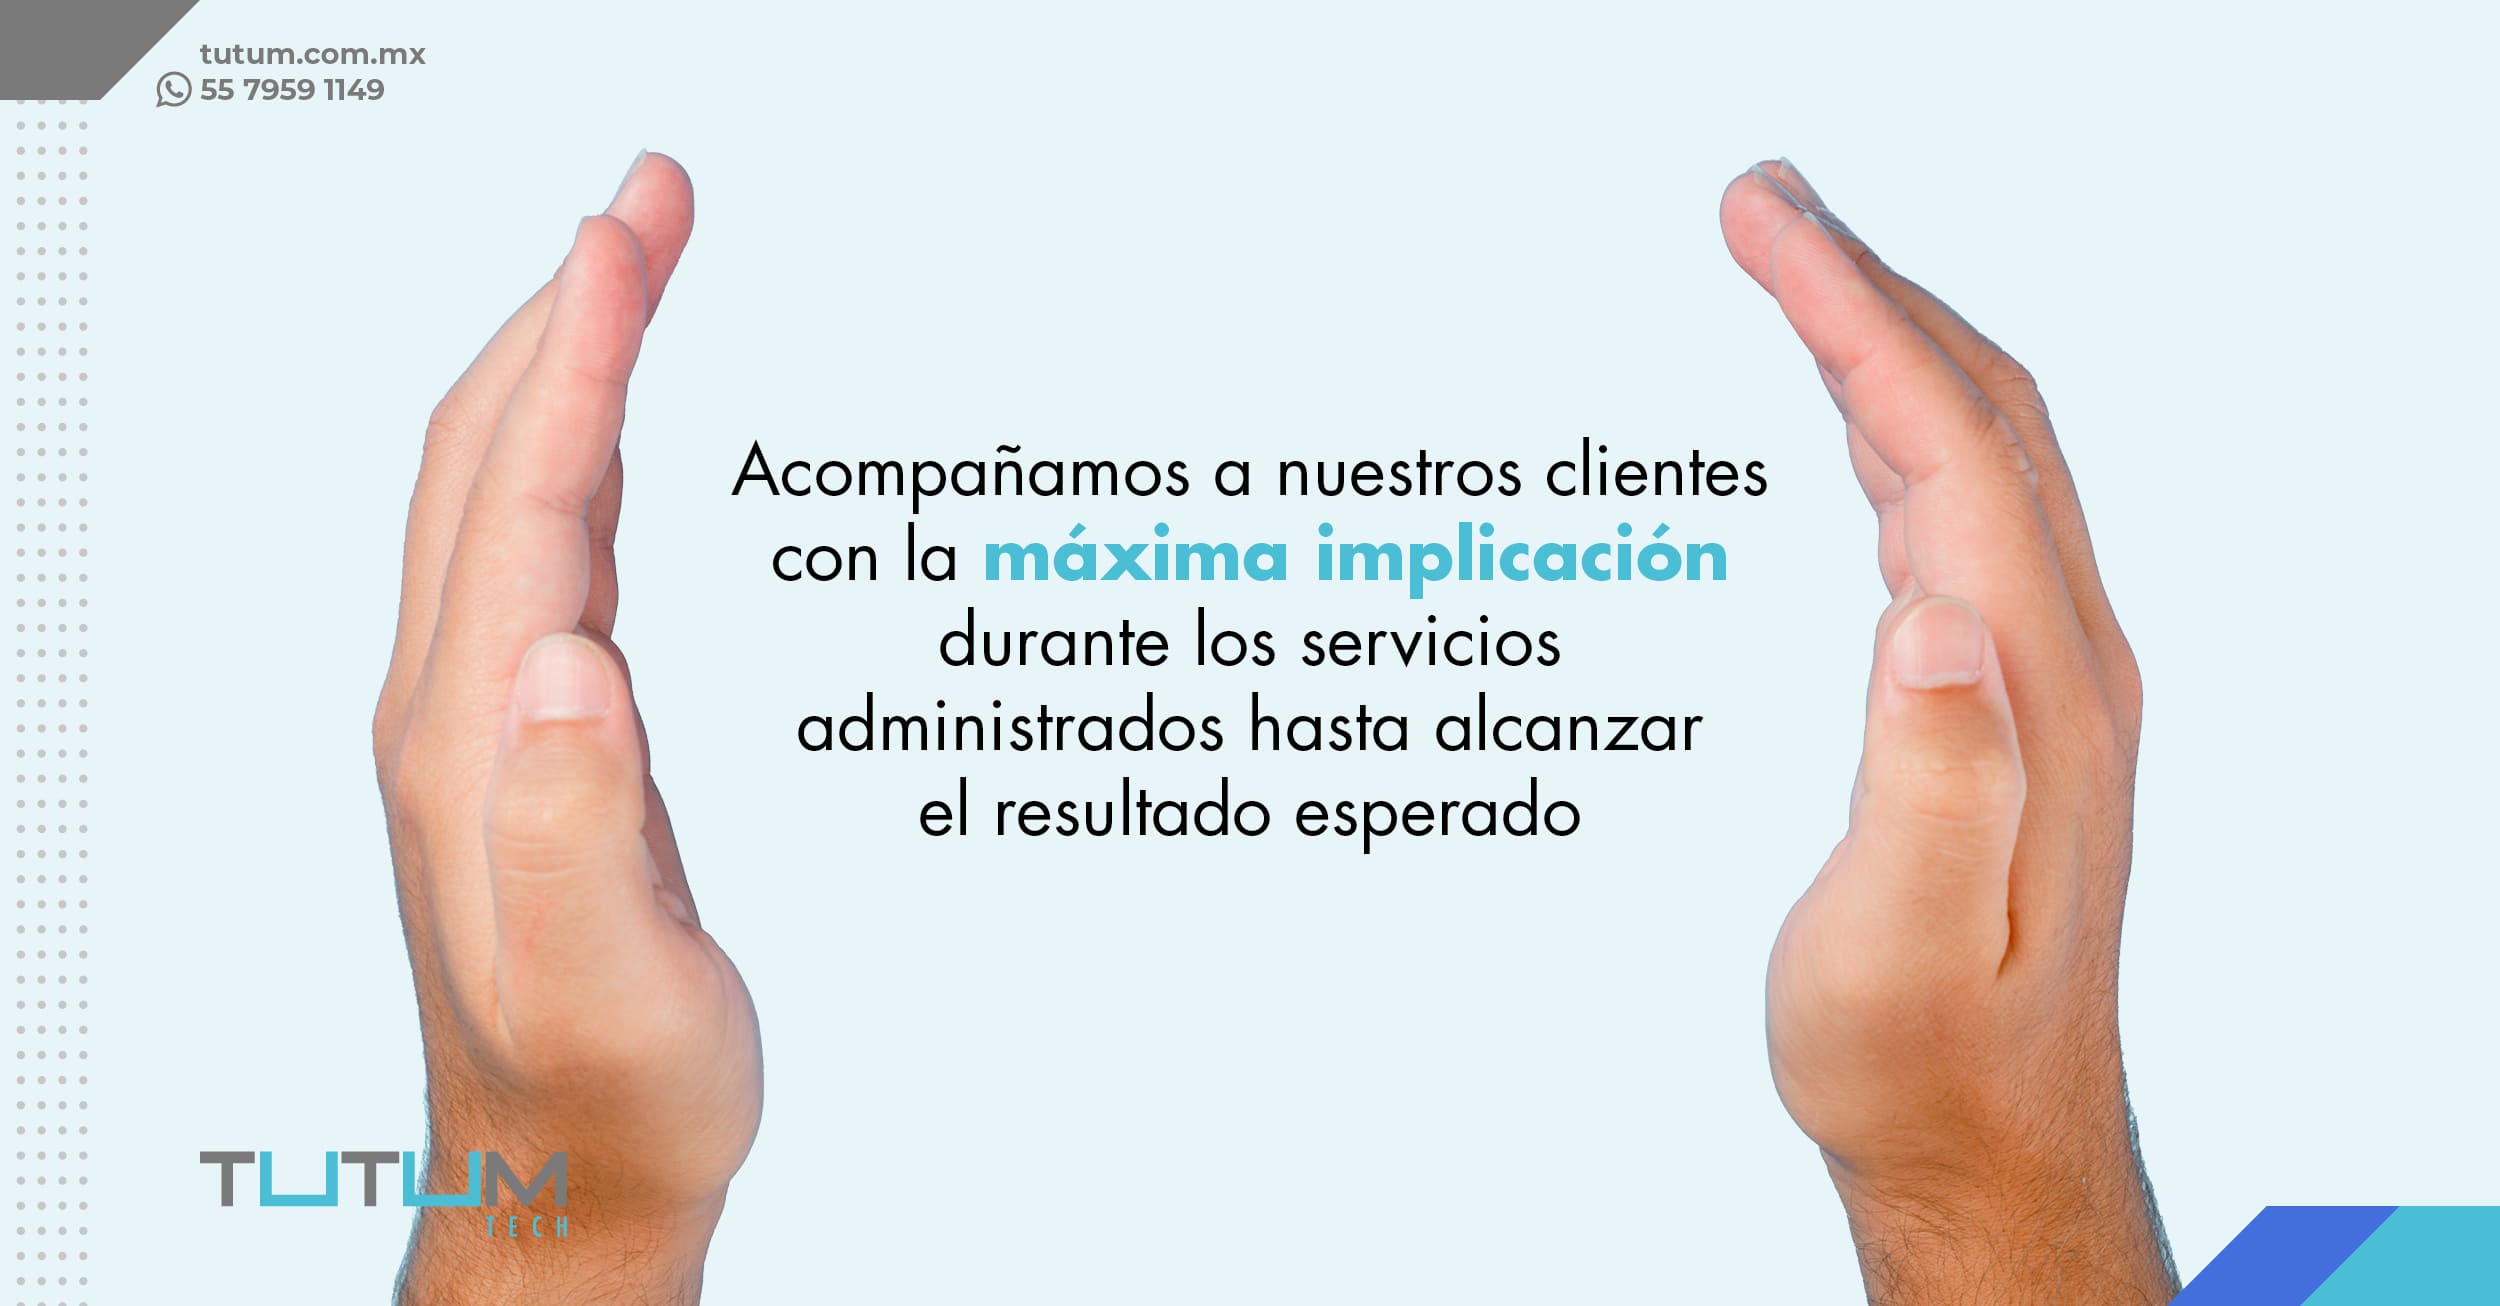 tutum.com.mx
55 7959 1149
Acompañamos a nuestros clientes
con la máxima implicación
durante los servicios
administrados hasta alcanzar
el resultado esperado
TUTUM
TECH